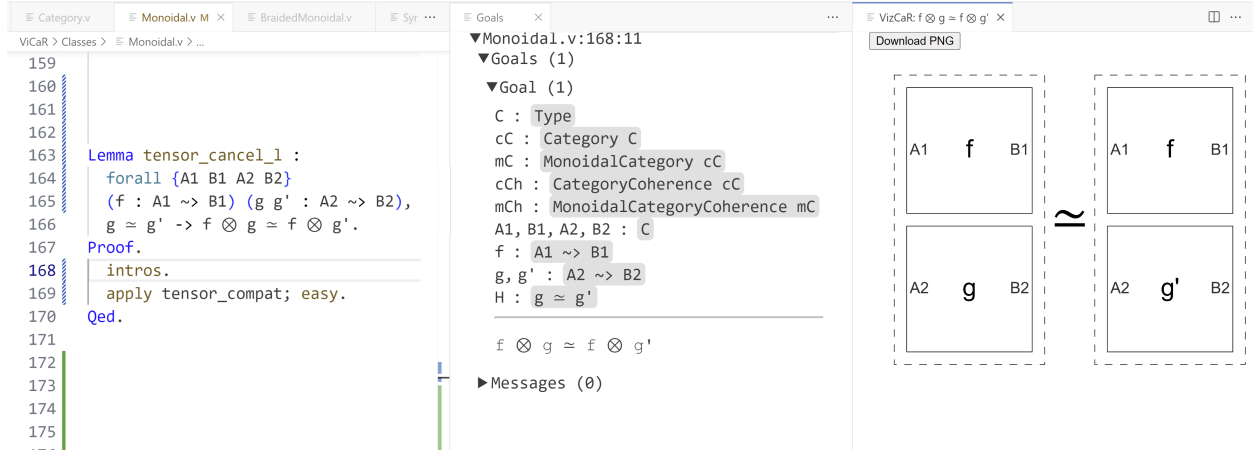 Category.v
Monoidal.v M
BraidedMonoidal.v
Syr
Goals
VizCaR: f ⊗ g ≃ f ⊗ g'
ViCaR > Classes > Monoidal.v > ...
159
160
161
162
163 Lemma tensor_cancel_l :
164 forall {A1 B1 A2 B2}
165 (f : A1 ~> B1) (g g' : A2 ~> B2),
166 g ≃ g' -> f ⊗ g ≃ f ⊗ g'.
167 Proof.
168 intros.
169 apply tensor_compat; easy.
170 Qed.
171
172
173
174
175
▼Monoidal.v:168:11
▼Goals (1)
▼Goal (1)
C : Type
cC : Category C
mC : MonoidalCategory cC
cCh : CategoryCoherence cC
mCh : MonoidalCategoryCoherence mC
A1, B1, A2, B2 : C
f : A1 ~> B1
g, g' : A2 ~> B2
H : g ≃ g'
f ⊗ g ≃ f ⊗ g'
▶Messages (0)
Download PNG
A1 f B1
A2 g B2
≃
A1 f B1
A2 g' B2